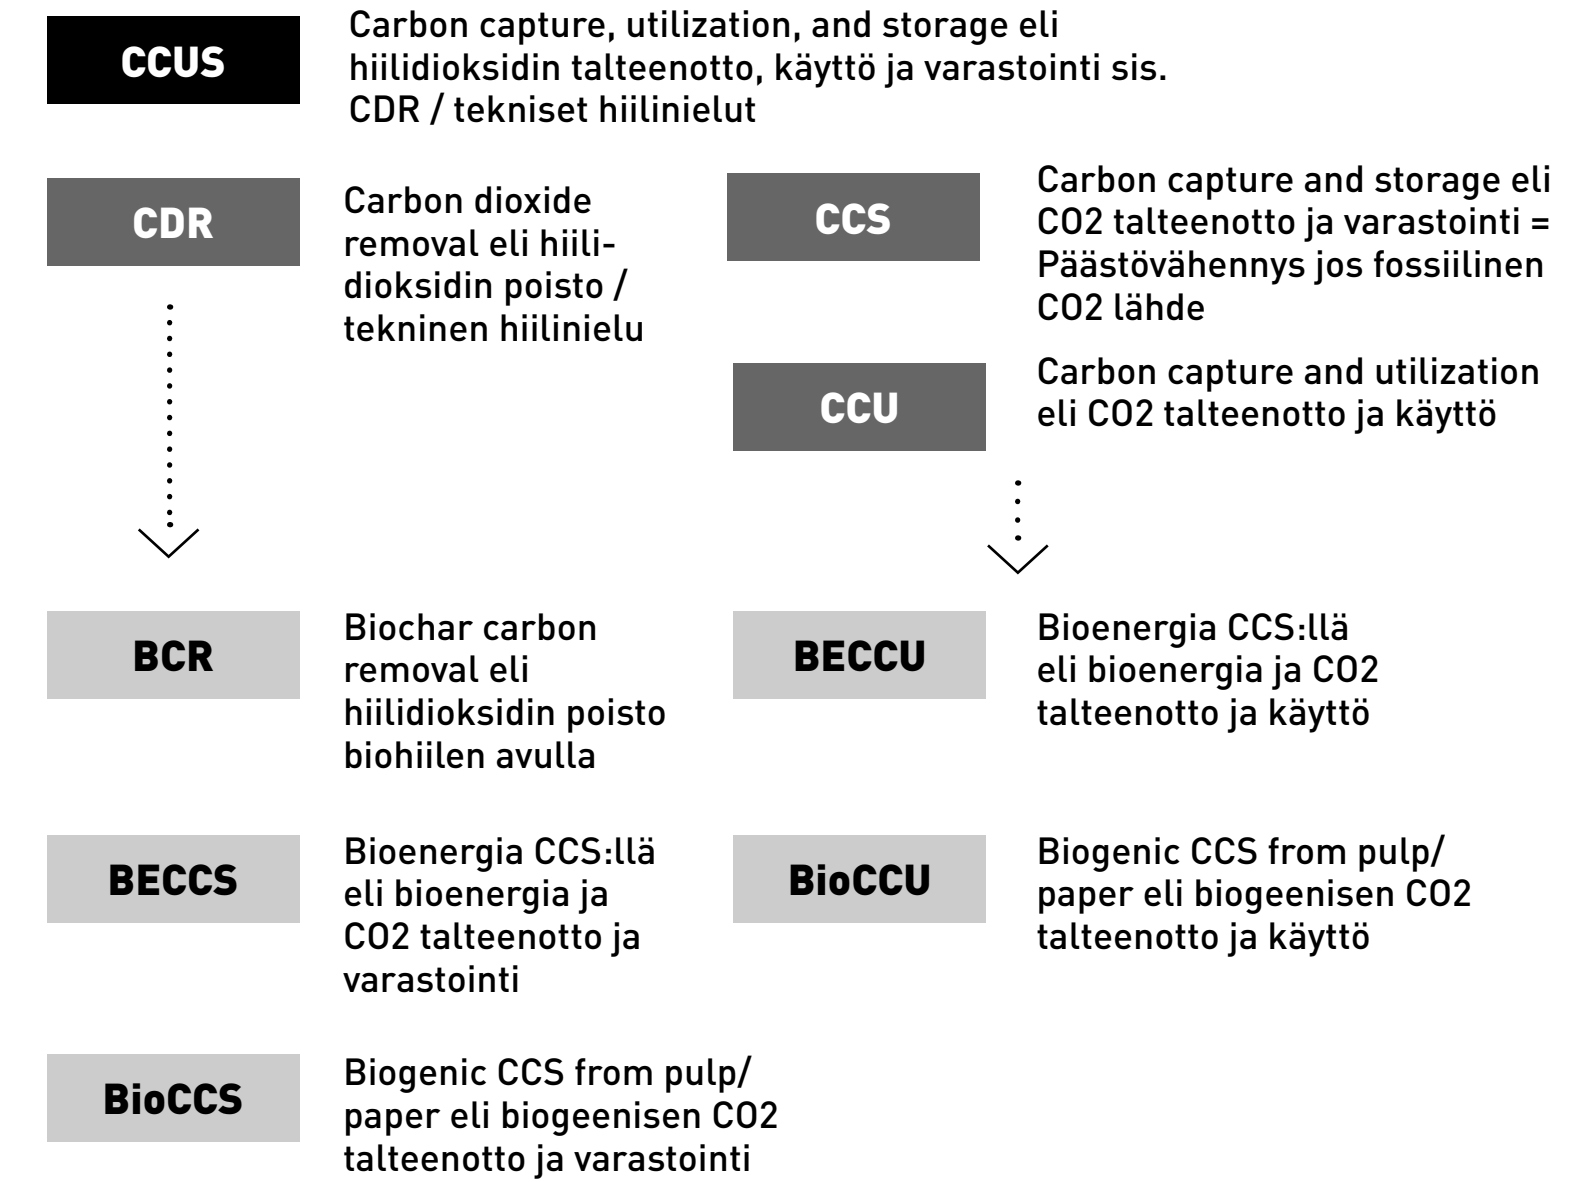 CCUS
Carbon capture, utilization, and storage eli
hiilidioksidin talteenotto, käyttö ja varastointi sis.
CDR / tekniset hiilinielut
CDR
Carbon dioxide
removal eli hiili-
dioksidin poisto /
tekninen hiilinielu
CCS
Carbon capture and storage eli
CO2 talteenotto ja varastointi =
Päästövähennys jos fossiilinen
CO2 lähde
CCU
Carbon capture and utilization
eli CO2 talteenotto ja käyttö
BCR
Biochar carbon
removal eli
hiilidioksidin poisto
biohiilen avulla
BECCU
Bioenergia CCS:llä
eli bioenergia ja CO2
talteenotto ja käyttö
BECCS
Bioenergia CCS:llä
eli bioenergia ja
CO2 talteenotto ja
varastointi
BioCCU
Biogenic CCS from pulp/
paper eli biogeenisen CO2
talteenotto ja käyttö
BioCCS
Biogenic CCS from pulp/
paper eli biogeenisen CO2
talteenotto ja varastointi